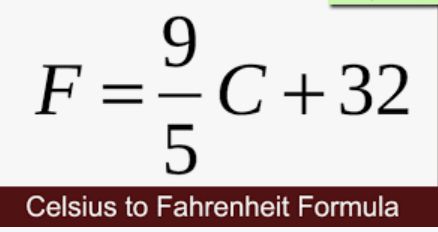 F = 9/5 C + 32
Celsius to Fahrenheit Formula